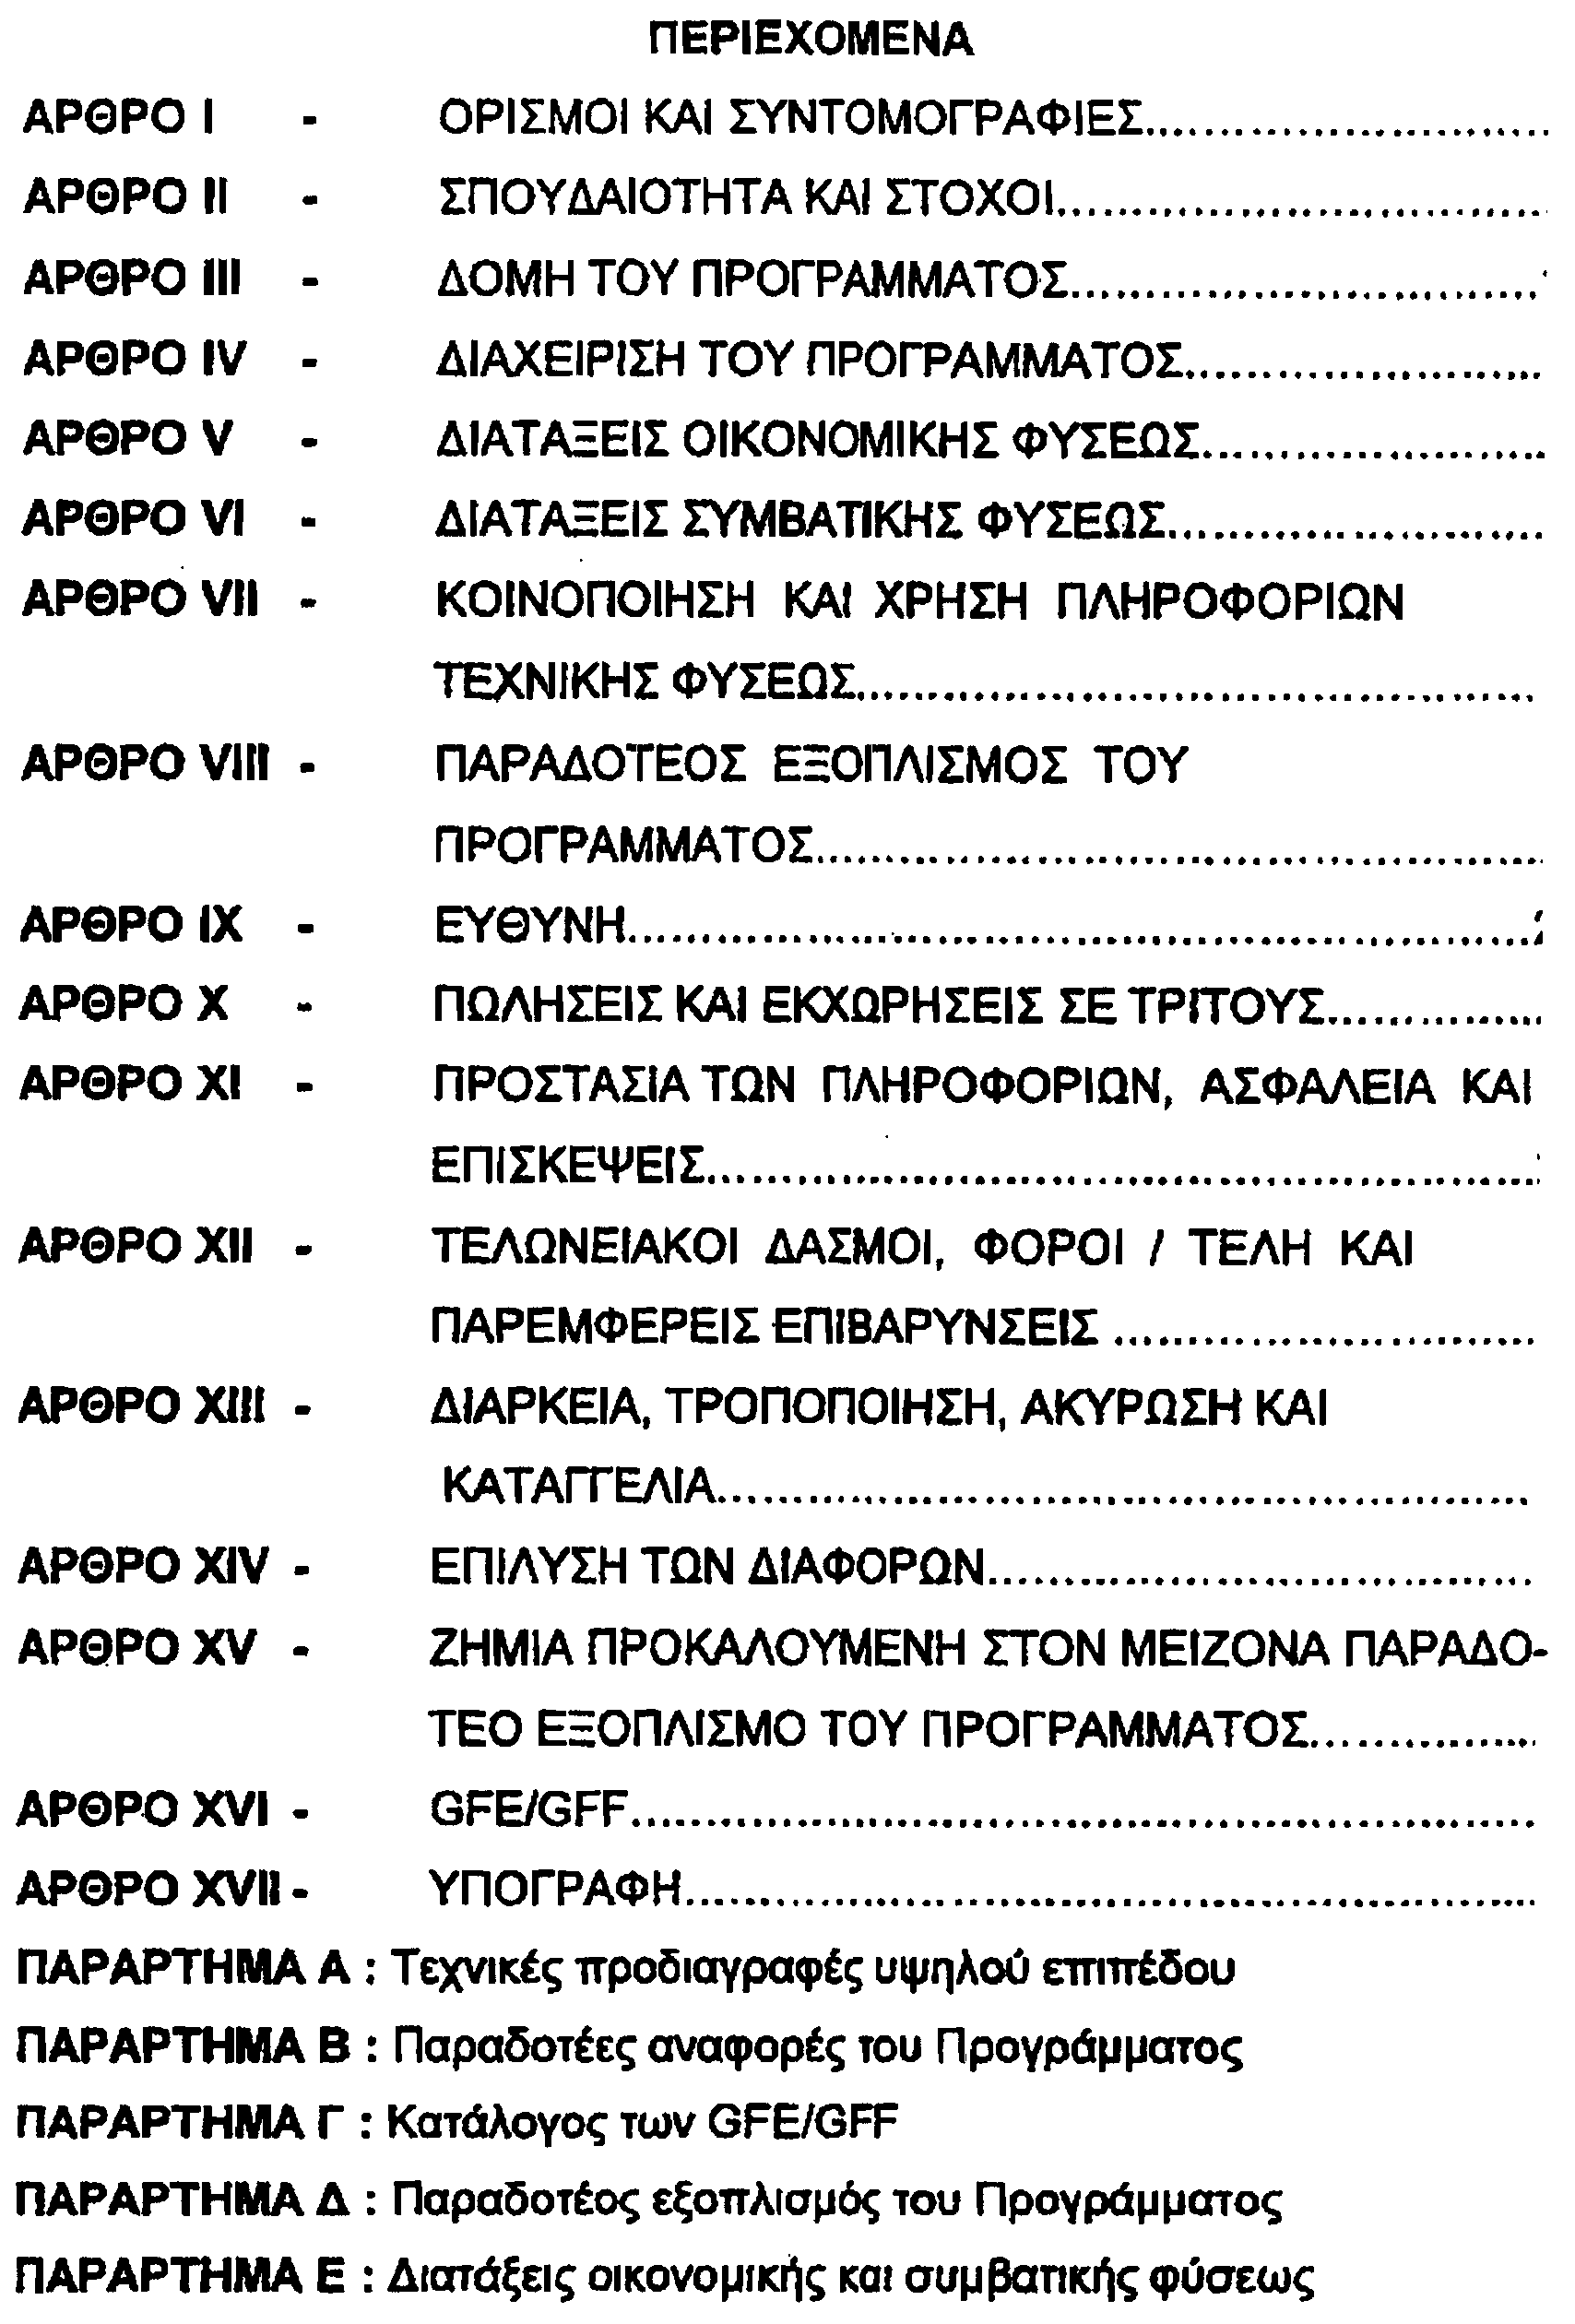 ΠΕΡΙΕΧΟΜΕΝΑ
ΑΡΘΡΟ I - ΟΡΙΣΜΟΙ ΚΑΙ ΣΥΝΤΟΜΟΓΡΑΦΙΕΣ..............................
ΑΡΘΡΟ II - ΣΠΟΥΔΑΙΟΤΗΤΑ ΚΑΙ ΣΤΟΧΟΙ....................................
ΑΡΘΡΟ III - ΔΟΜΗ ΤΟΥ ΠΡΟΓΡΑΜΜΑΤΟΣ...................................
ΑΡΘΡΟ IV - ΔΙΑΧΕΙΡΙΣΗ ΤΟΥ ΠΡΟΓΡΑΜΜΑΤΟΣ...........................
ΑΡΘΡΟ V - ΔΙΑΤΑΞΕΙΣ ΟΙΚΟΝΟΜΙΚΗΣ ΦΥΣΕΩΣ.........................
ΑΡΘΡΟ VI - ΔΙΑΤΑΞΕΙΣ ΣΥΜΒΑΤΙΚΗΣ ΦΥΣΕΩΣ............................
ΑΡΘΡΟ VII - ΚΟΙΝΟΠΟΙΗΣΗ ΚΑΙ ΧΡΗΣΗ ΠΛΗΡΟΦΟΡΙΩΝ
ΤΕΧΝΙΚΗΣ ΦΥΣΕΩΣ..................................................
ΑΡΘΡΟ VIII - ΠΑΡΑΔΟΤΕΟΣ ΕΞΟΠΛΙΣΜΟΣ ΤΟΥ
ΠΡΟΓΡΑΜΜΑΤΟΣ......................................................
ΑΡΘΡΟ IX - ΕΥΘΥΝΗ....................................................................
ΑΡΘΡΟ X - ΠΩΛΗΣΕΙΣ ΚΑΙ ΕΚΧΩΡΗΣΕΙΣ ΣΕ ΤΡΙΤΟΥΣ................
ΑΡΘΡΟ XI - ΠΡΟΣΤΑΣΙΑ ΤΩΝ ΠΛΗΡΟΦΟΡΙΩΝ, ΑΣΦΑΛΕΙΑ ΚΑΙ
ΕΠΙΣΚΕΨΕΙΣ..............................................................
ΑΡΘΡΟ XII - ΤΕΛΩΝΕΙΑΚΟΙ ΔΑΣΜΟΙ, ΦΟΡΟΙ / ΤΕΛΗ ΚΑΙ
ΠΑΡΕΜΦΕΡΕΙΣ ΕΠΙΒΑΡΥΝΣΕΙΣ ...............................
ΑΡΘΡΟ XIII - ΔΙΑΡΚΕΙΑ, ΤΡΟΠΟΠΟΙΗΣΗ, ΑΚΥΡΩΣΗ ΚΑΙ
ΚΑΤΑΓΓΕΛΙΑ............................................................
ΑΡΘΡΟ XIV - ΕΠΙΛΥΣΗ ΤΩΝ ΔΙΑΦΟΡΩΝ........................................
ΑΡΘΡΟ XV - ΖΗΜΙΑ ΠΡΟΚΑΛΟΥΜΕΝΗ ΣΤΟΝ ΜΕΙΖΟΝΑ ΠΑΡΑΔΟ-
ΤΕΟ ΕΞΟΠΛΙΣΜΟ ΤΟΥ ΠΡΟΓΡΑΜΜΑΤΟΣ.................
ΑΡΘΡΟ XVI - GFE/GFF...................................................................
ΑΡΘΡΟ XVII - ΥΠΟΓΡΑΦΗ...............................................................
ΠΑΡΑΡΤΗΜΑ Α : Τεχνικές προδιαγραφές υψηλού επιπέδου
ΠΑΡΑΡΤΗΜΑ Β : Παραδοτέες αναφορές του Προγράμματος
ΠΑΡΑΡΤΗΜΑ Γ : Κατάλογος των GFE/GFF
ΠΑΡΑΡΤΗΜΑ Δ : Παραδοτέος εξοπλισμός του Προγράμματος
ΠΑΡΑΡΤΗΜΑ Ε : Διατάξεις οικονομικής και συμβατικής φύσεως